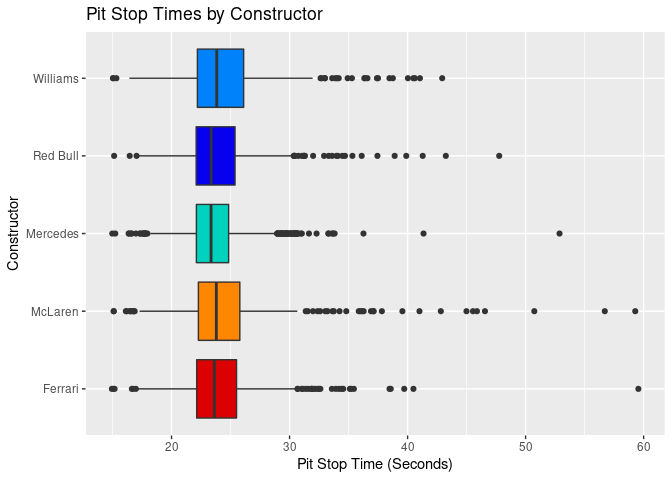 Pit Stop Times by Constructor
Constructor
Williams
Red Bull
Mercedes
McLaren
Ferrari
20 30 40 50 60
Pit Stop Time (Seconds)